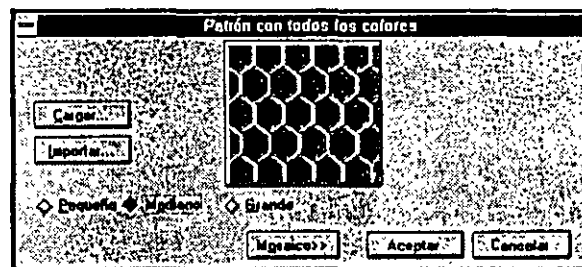 Patrón con todos los colores
Cargar...
Importar...
Pequeño Mediano Grande
Mosaico>> Aceptar Cancelar